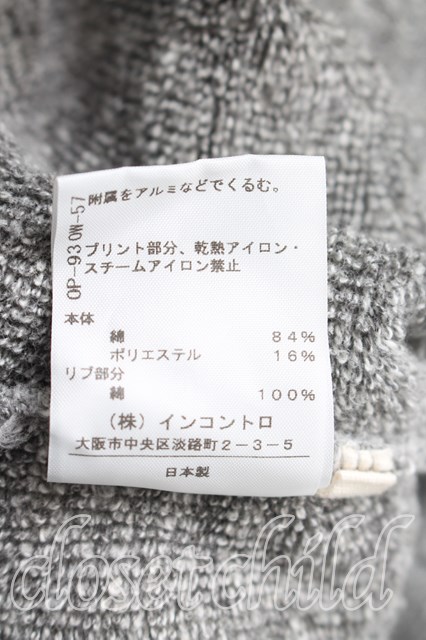 附属をアルミなどでくるむ。
OP-930W-57
プリント部分、乾熱アイロン・
スチームアイロン禁止
本体
綿 84%
ポリエステル 16%
リブ部分
綿 100%
(株) インコントロ
大阪市中央区淡路町2-3-5
日本製
closet child